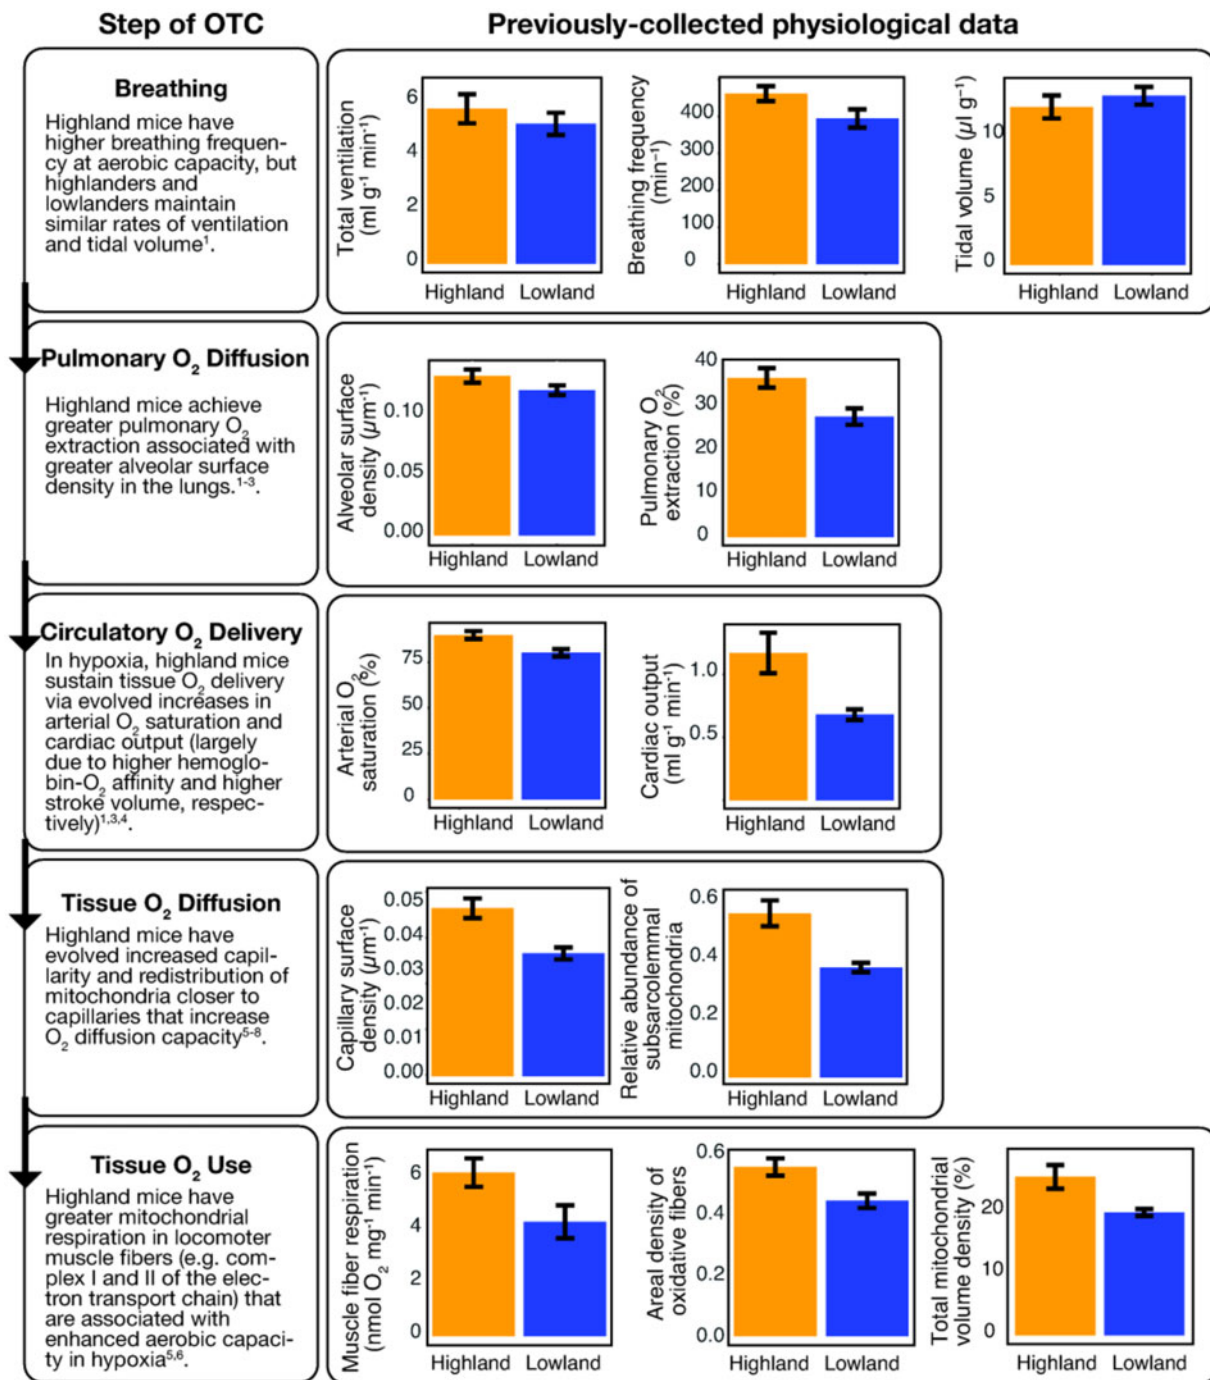 Step of OTC
Previously-collected physiological data
Breathing
Highland mice have
higher breathing frequen-
cy at aerobic capacity, but
highlanders and
lowlanders maintain
similar rates of ventilation
and tidal volume¹.
Total ventilation
(ml g⁻¹ min⁻¹)
6
4
2
0
Highland Lowland
Breathing frequency
(min⁻¹)
400
300
200
100
0
Highland Lowland
Tidal volume (µl g⁻¹)
10
5
0
Highland Lowland
Pulmonary O₂ Diffusion
Highland mice achieve
greater pulmonary O₂
extraction associated with
greater alveolar surface
density in the lungs.¹⁻³.
Alveolar surface
density (µm⁻¹)
0.10
0.05
0.00
Highland Lowland
Pulmonary O₂
extraction (%)
40
30
20
10
0
Highland Lowland
Circulatory O₂ Delivery
In hypoxia, highland mice
sustain tissue O₂ delivery
via evolved increases in
arterial O₂ saturation and
cardiac output (largely
due to higher hemoglo-
bin-O₂ affinity and higher
stroke volume, respec-
tively)¹,³,⁴.
Arterial O₂
saturation (%)
75
50
25
0
Highland Lowland
Cardiac output
(ml g⁻¹ min⁻¹)
1.0
0.5
Highland Lowland
Tissue O₂ Diffusion
Highland mice have
evolved increased capil-
larity and redistribution of
mitochondria closer to
capillaries that increase
O₂ diffusion capacity⁵⁻⁸.
Capillary surface
density (µm⁻¹)
0.05
0.04
0.03
0.02
0.01
0.00
Highland Lowland
Relative abundance of
subsarcolemmal
mitochondria
0.6
0.4
0.2
0.0
Highland Lowland
Tissue O₂ Use
Highland mice have
greater mitochondrial
respiration in locomoter
muscle fibers (e.g. com-
plex I and II of the elec-
tron transport chain) that
are associated with
enhanced aerobic capaci-
ty in hypoxia⁵,⁶.
Muscle fiber respiration
(nmol O₂ mg⁻¹ min⁻¹)
6
4
2
0
Highland Lowland
Areal density of
oxidative fibers
0.6
0.4
0.2
0.0
Highland Lowland
Total mitochondrial
volume density (%)
20
10
0
Highland Lowland